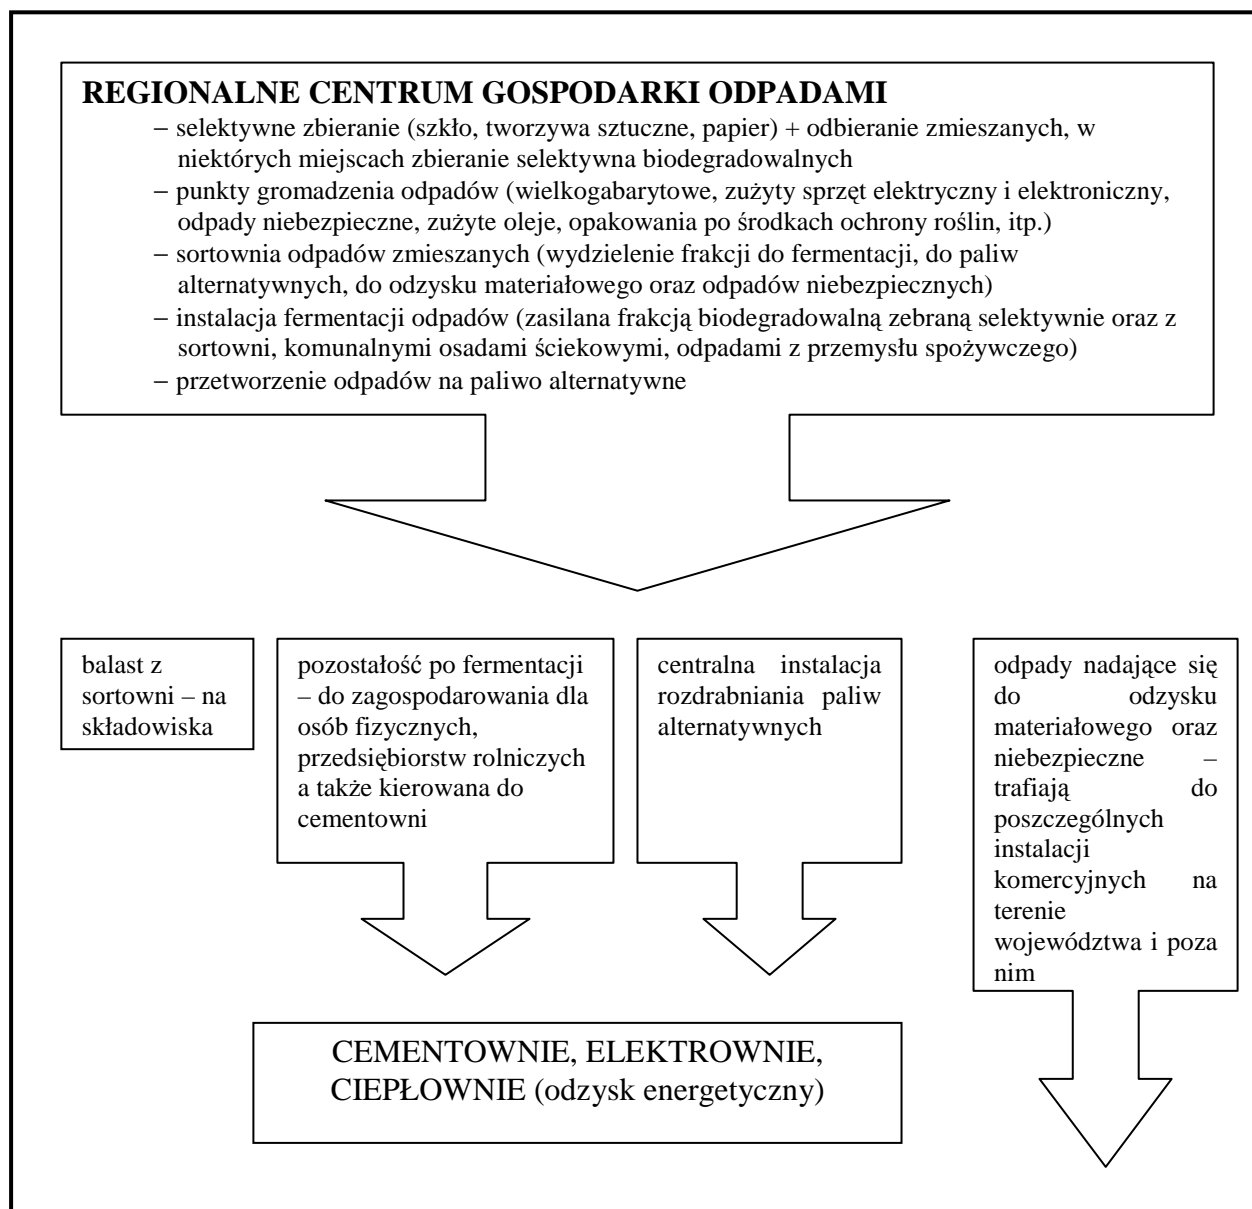 REGIONALNE CENTRUM GOSPODARKI ODPADAMI
– selektywne zbieranie (szkło, tworzywa sztuczne, papier) + odbieranie zmieszanych, w
niektórych miejscach zbieranie selektywna biodegradowalnych
– punkty gromadzenia odpadów (wielkogabarytowe, zużyty sprzęt elektryczny i elektroniczny,
odpady niebezpieczne, zużyte oleje, opakowania po środkach ochrony roślin, itp.)
– sortownia odpadów zmieszanych (wydzielenie frakcji do fermentacji, do paliw
alternatywnych, do odzysku materiałowego oraz odpadów niebezpiecznych)
– instalacja fermentacji odpadów (zasilana frakcją biodegradowalną zebraną selektywnie oraz z
sortowni, komunalnymi osadami ściekowymi, odpadami z przemysłu spożywczego)
– przetworzenie odpadów na paliwo alternatywne
balast z
sortowni – na
składowiska
pozostałość po fermentacji
– do zagospodarowania dla
osób fizycznych,
przedsiębiorstw rolniczych
a także kierowana do
cementowni
centralna instalacja
rozdrabniania paliw
alternatywnych
odpady nadające się
do odzysku
materiałowego oraz
niebezpieczne –
trafiają do
poszczególnych
instalacji
komercyjnych na
terenie
województwa i poza
nim
CEMENTOWNIE, ELEKTROWNIE,
CIEPŁOWNIE (odzysk energetyczny)